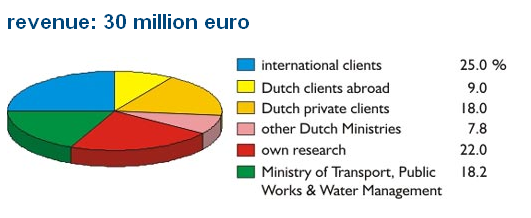 revenue: 30 million euro
international clients 25.0 %
Dutch clients abroad 9.0
Dutch private clients 18.0
other Dutch Ministries 7.8
own research 22.0
Ministry of Transport, Public 18.2
Works & Water Management